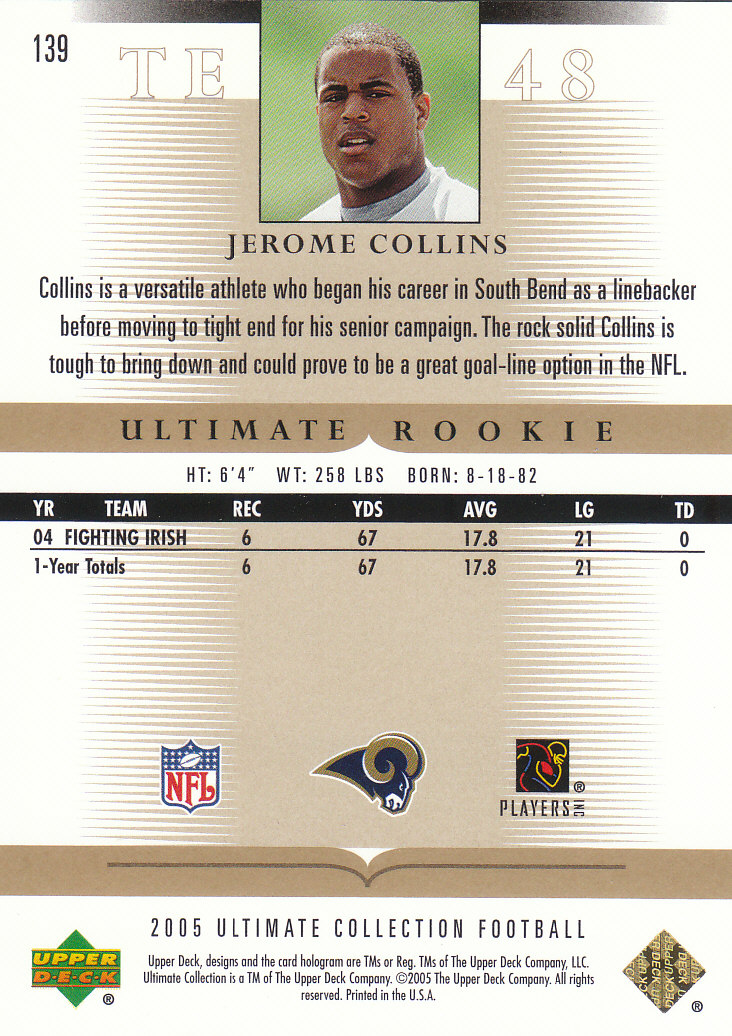 139
TE 48
JEROME COLLINS
Collins is a versatile athlete who began his career in South Bend as a linebacker
before moving to tight end for his senior campaign. The rock solid Collins is
tough to bring down and could prove to be a great goal-line option in the NFL.
ULTIMATE ROOKIE
HT: 6'4" WT: 258 LBS BORN: 8-18-82
YR TEAM REC YDS AVG LG TD
04 FIGHTING IRISH 6 67 17.8 21 0
1-Year Totals 6 67 17.8 21 0
NFL
PLAYERS INC ®
2005 ULTIMATE COLLECTION FOOTBALL
Upper Deck, designs and the card hologram are TMs or Reg. TMs of The Upper Deck Company, LLC.
Ultimate Collection is a TM of The Upper Deck Company. ©2005 The Upper Deck Company. All rights
reserved. Printed in the U.S.A.
UPPER
D·E·C·K ®
UPPER DECK
®